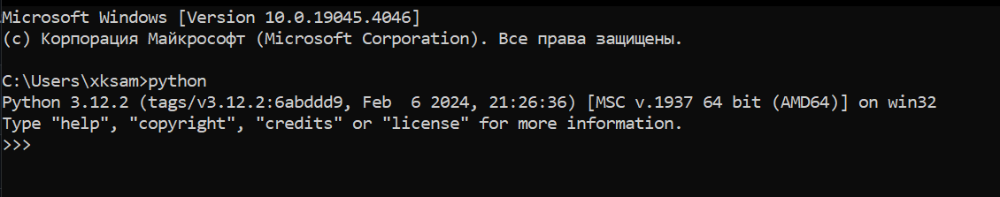 Microsoft Windows [Version 10.0.19045.4046]
(c) Корпорация Майкрософт (Microsoft Corporation). Все права защищены.
C:\Users\xksam>python
Python 3.12.2 (tags/v3.12.2:6abddd9, Feb  6 2024, 21:26:36) [MSC v.1937 64 bit (AMD64)] on win32
Type "help", "copyright", "credits" or "license" for more information.
>>>